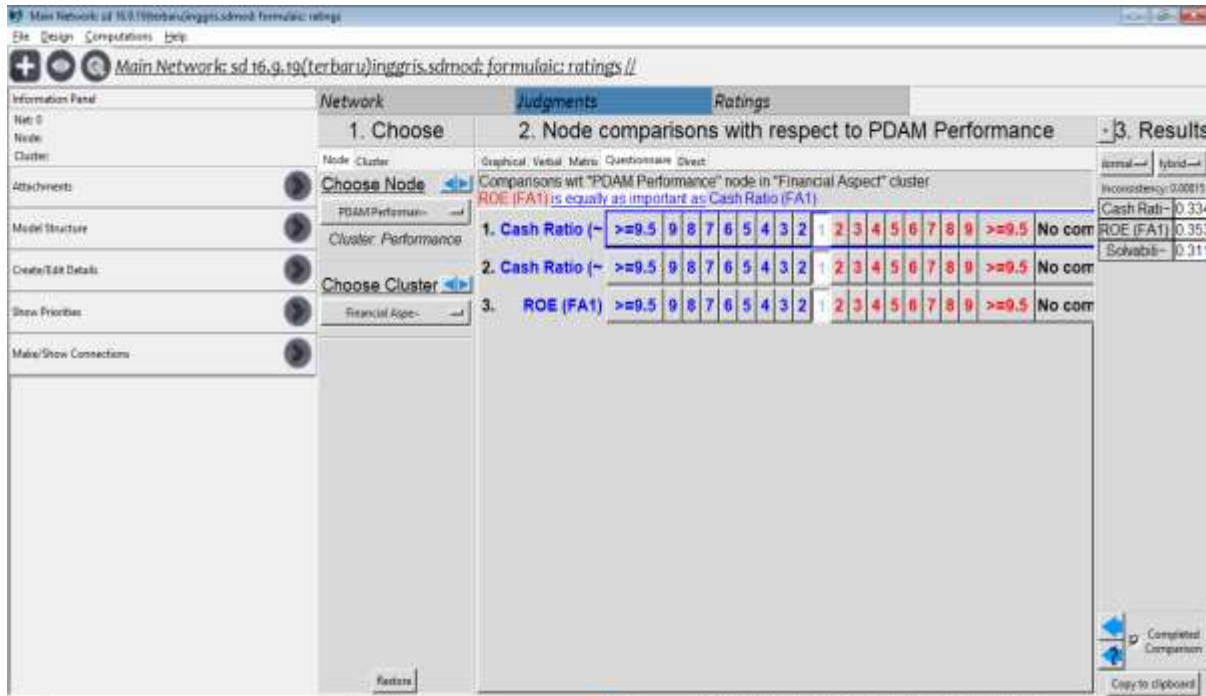 Main Network: sd 16.9.19(terbaru)inggris.sdmod: formulaic: ratings
File Design Computations Help
Main Network: sd 16.9.19(terbaru)inggris.sdmod: formulaic: ratings //
Information Panel
Net: 0
Node:
Cluster:
Attachments
Model Structure
Create/Edit Details
Show Priorities
Make/Show Connections
Network
Judgments
Ratings
1. Choose
Node Cluster
Choose Node
PDAM Performan~
Cluster: Performance
Choose Cluster
Financial Aspe~
Restore
2. Node comparisons with respect to PDAM Performance
Graphical Verbal Matrix Questionnaire Direct
Comparisons wrt "PDAM Performance" node in "Financial Aspect" cluster
ROE (FA1) is equally as important as Cash Ratio (FA1)
1. Cash Ratio (~ >=9.5 9 8 7 6 5 4 3 2 1 2 3 4 5 6 7 8 9 >=9.5 No com
2. Cash Ratio (~ >=9.5 9 8 7 6 5 4 3 2 1 2 3 4 5 6 7 8 9 >=9.5 No com
3. ROE (FA1) >=9.5 9 8 7 6 5 4 3 2 1 2 3 4 5 6 7 8 9 >=9.5 No com
3. Results
Normal Hybrid
Inconsistency: 0.00815
Cash Rati~ 0.334
ROE (FA1) 0.353
Solvabili~ 0.311
Completed
Comparison
Copy to clipboard